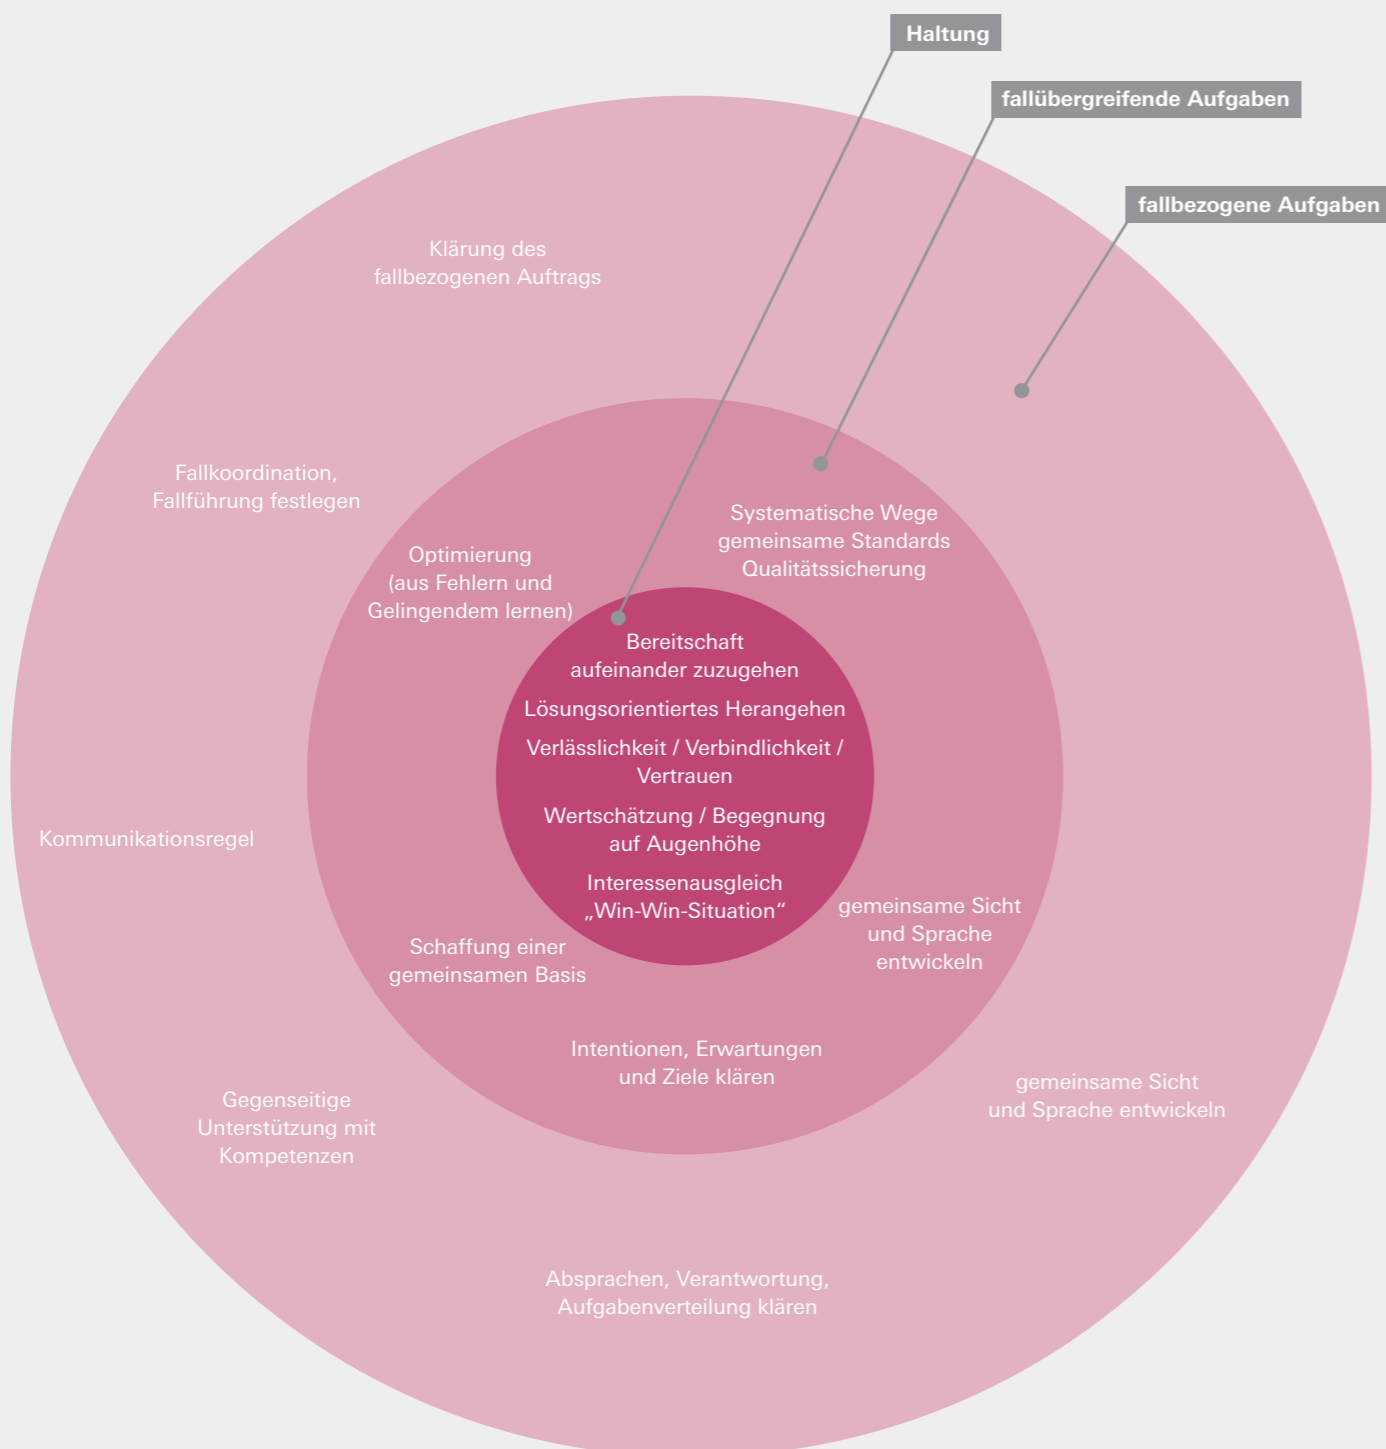 Haltung
fallübergreifende Aufgaben
fallbezogene Aufgaben
Klärung des
fallbezogenen Auftrags
Fallkoordination,
Fallführung festlegen
Systematische Wege
gemeinsame Standards
Qualitätssicherung
Optimierung
(aus Fehlern und
Gelingendem lernen)
Bereitschaft
aufeinander zuzugehen
Lösungsorientiertes Herangehen
Verlässlichkeit / Verbindlichkeit /
Vertrauen
Wertschätzung / Begegnung
auf Augenhöhe
Interessenausgleich
„Win-Win-Situation“
Kommunikationsregel
gemeinsame Sicht
und Sprache
entwickeln
Schaffung einer
gemeinsamen Basis
Intentionen, Erwartungen
und Ziele klären
gemeinsame Sicht
und Sprache entwickeln
Gegenseitige
Unterstützung mit
Kompetenzen
Absprachen, Verantwortung,
Aufgabenverteilung klären